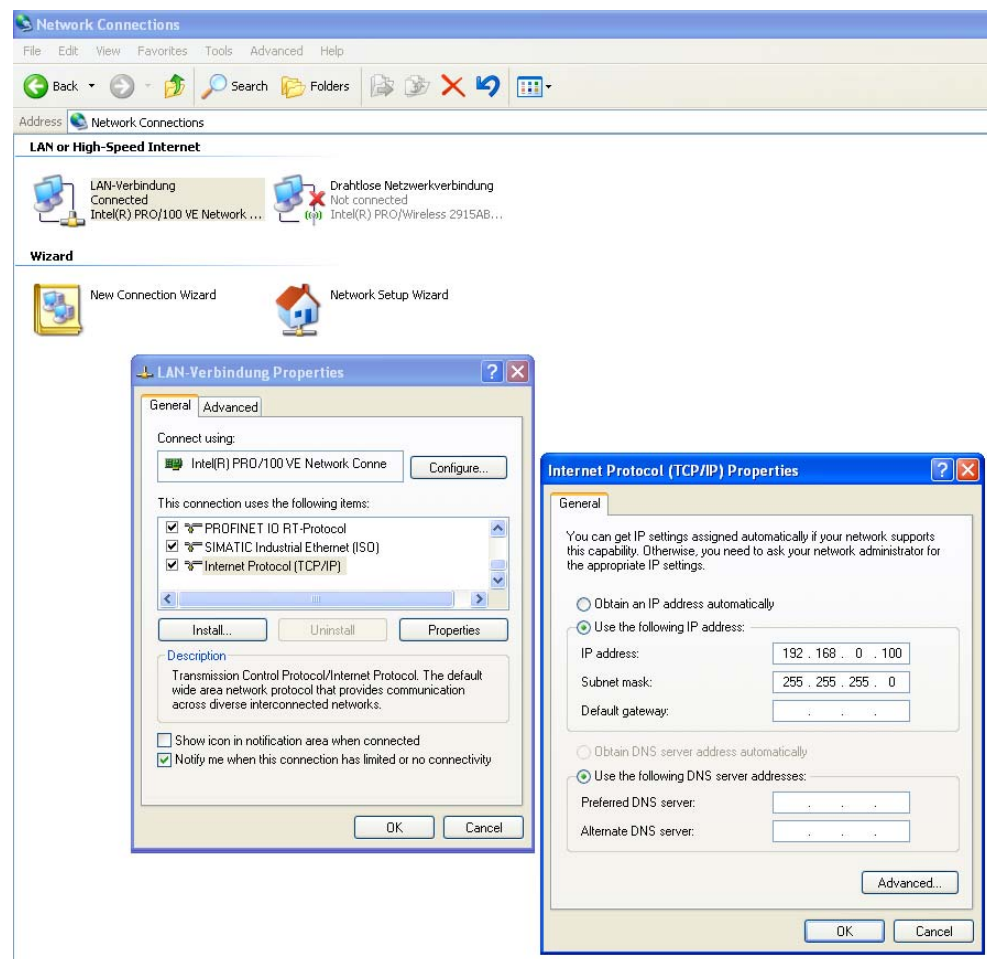 Network Connections
File Edit View Favorites Tools Advanced Help
Back Search Folders
Address Network Connections
LAN or High-Speed Internet
LAN-Verbindung
Connected
Intel(R) PRO/100 VE Network ...
Drahtlose Netzwerkverbindung
Not connected
Intel(R) PRO/Wireless 2915AB...
Wizard
New Connection Wizard
Network Setup Wizard
LAN-Verbindung Properties
General Advanced
Connect using:
Intel(R) PRO/100 VE Network Conne
Configure...
This connection uses the following items:
PROFINET IO RT-Protocol
SIMATIC Industrial Ethernet (ISO)
Internet Protocol (TCP/IP)
Install... Uninstall Properties
Description
Transmission Control Protocol/Internet Protocol. The default
wide area network protocol that provides communication
across diverse interconnected networks.
Show icon in notification area when connected
Notify me when this connection has limited or no connectivity
OK Cancel
Internet Protocol (TCP/IP) Properties
General
You can get IP settings assigned automatically if your network supports
this capability. Otherwise, you need to ask your network administrator for
the appropriate IP settings.
Obtain an IP address automatically
Use the following IP address:
IP address: 192 . 168 . 0 . 100
Subnet mask: 255 . 255 . 255 . 0
Default gateway: . . .
Obtain DNS server address automatically
Use the following DNS server addresses:
Preferred DNS server: . . .
Alternate DNS server: . . .
Advanced...
OK Cancel